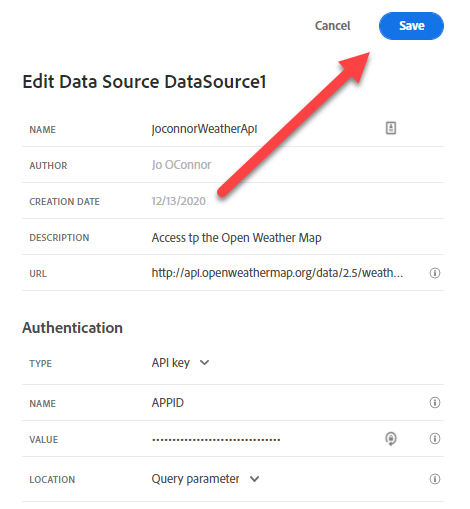 Cancel Save
Edit Data Source DataSource1
NAME joconnorWeatherApI
AUTHOR Jo OConnor
CREATION DATE 12/13/2020
DESCRIPTION Access tp the Open Weather Map
URL http://api.openweathermap.org/data/2.5/weath...
Authentication
TYPE API key
NAME APPID
VALUE ································
LOCATION Query parameter